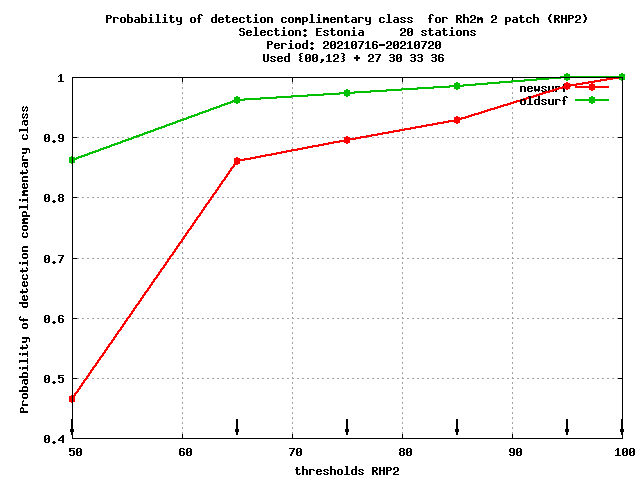 Probability of detection complimentary class  for Rh2m 2 patch (RHP2)
Selection: Estonia     20 stations
Period: 20210716-20210720
Used {00,12} + 27 30 33 36
newsurf
oldsurf
1
0.9
0.8
0.7
0.6
0.5
0.4
Probability of detection complimentary class
50
60
70
80
90
100
thresholds RHP2